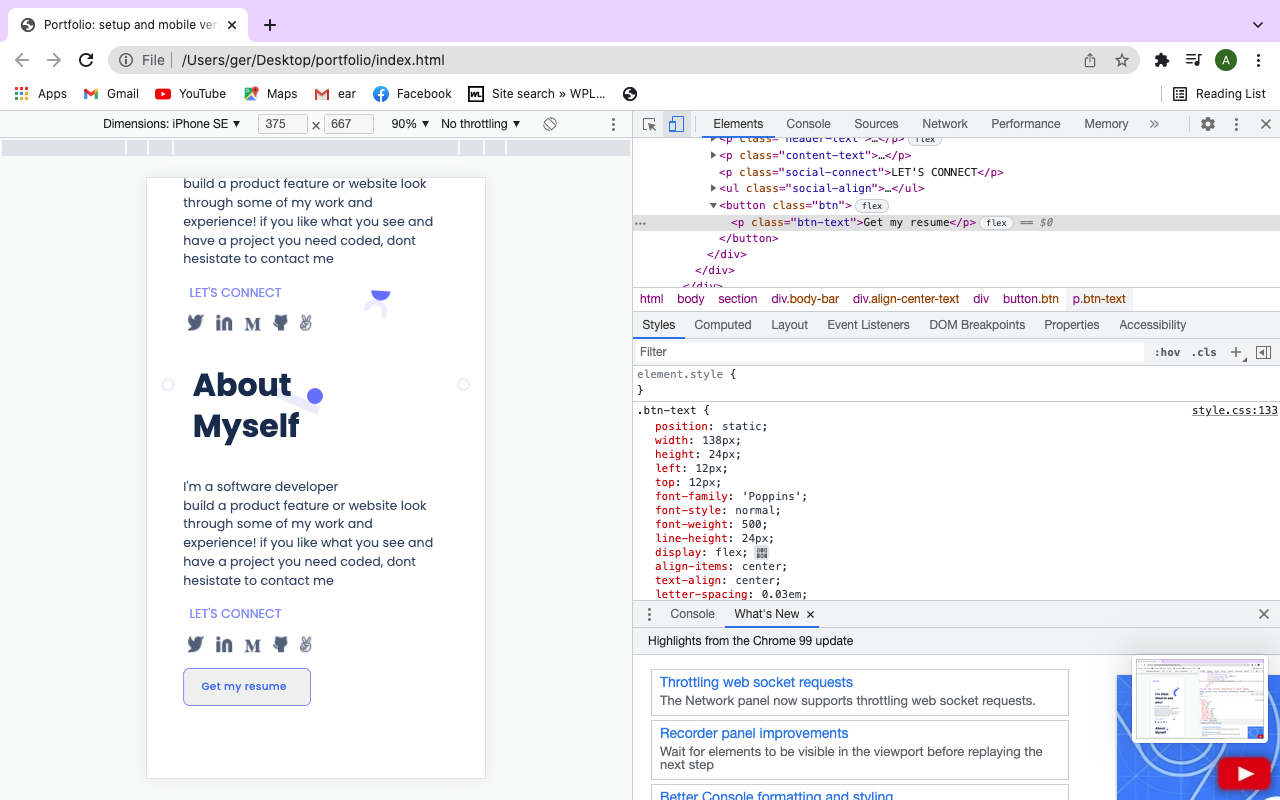 Portfolio: setup and mobile ver
File
/Users/ger/Desktop/portfolio/index.html
A
Apps
Gmail
YouTube
Maps
ear
Facebook
WL
Site search » WPL...
Reading List
Dimensions: iPhone SE ▼
375
×
667
90% ▼
No throttling ▼
Elements
Console
Sources
Network
Performance
Memory
»
build a product feature or website look
through some of my work and
experience! if you like what you see and
have a project you need coded, dont
hesistate to contact me
LET'S CONNECT
About
Myself
I'm a software developer
build a product feature or website look
through some of my work and
experience! if you like what you see and
have a project you need coded, dont
hesistate to contact me
LET'S CONNECT
Get my resume
<p class="header-text">…</p> flex
<p class="content-text">…</p>
<p class="social-connect">LET'S CONNECT</p>
<ul class="social-align">…</ul>
<button class="btn"> flex
<p class="btn-text">Get my resume</p> flex == $0
</button>
</div>
</div>
</div>
html body section div.body-bar div.align-center-text div button.btn p.btn-text
Styles
Computed
Layout
Event Listeners
DOM Breakpoints
Properties
Accessibility
Filter
:hov .cls
element.style {
}
.btn-text {
style.css:133
position: static;
width: 138px;
height: 24px;
left: 12px;
top: 12px;
font-family: 'Poppins';
font-style: normal;
font-weight: 500;
line-height: 24px;
display: flex;
align-items: center;
text-align: center;
letter-spacing: 0.03em;
Console
What's New
Highlights from the Chrome 99 update
Throttling web socket requests
The Network panel now supports throttling web socket requests.
Recorder panel improvements
Wait for elements to be visible in the viewport before replaying the
next step
Better Console formatting and styling